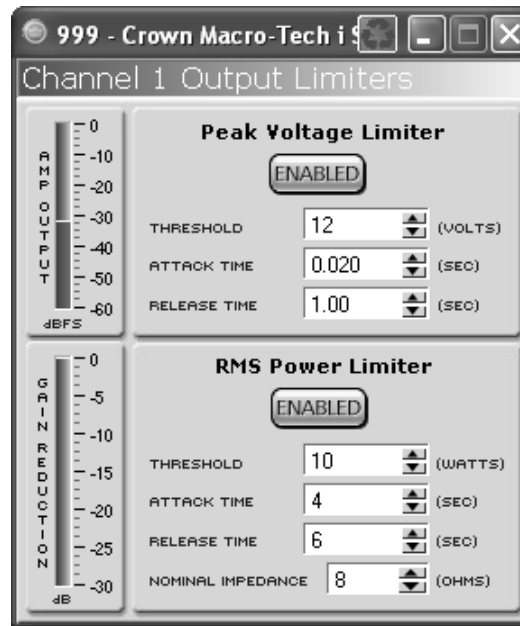 999 - Crown Macro-Tech i S
Channel 1 Output Limiters
AMP OUTPUT
0
-10
-20
-30
-40
-50
-60
dBFS
Peak Voltage Limiter
ENABLED
THRESHOLD 12 (VOLTS)
ATTACK TIME 0.020 (SEC)
RELEASE TIME 1.00 (SEC)
GAIN REDUCTION
0
-5
-10
-15
-20
-25
-30
dB
RMS Power Limiter
ENABLED
THRESHOLD 10 (WATTS)
ATTACK TIME 4 (SEC)
RELEASE TIME 6 (SEC)
NOMINAL IMPEDANCE 8 (OHMS)